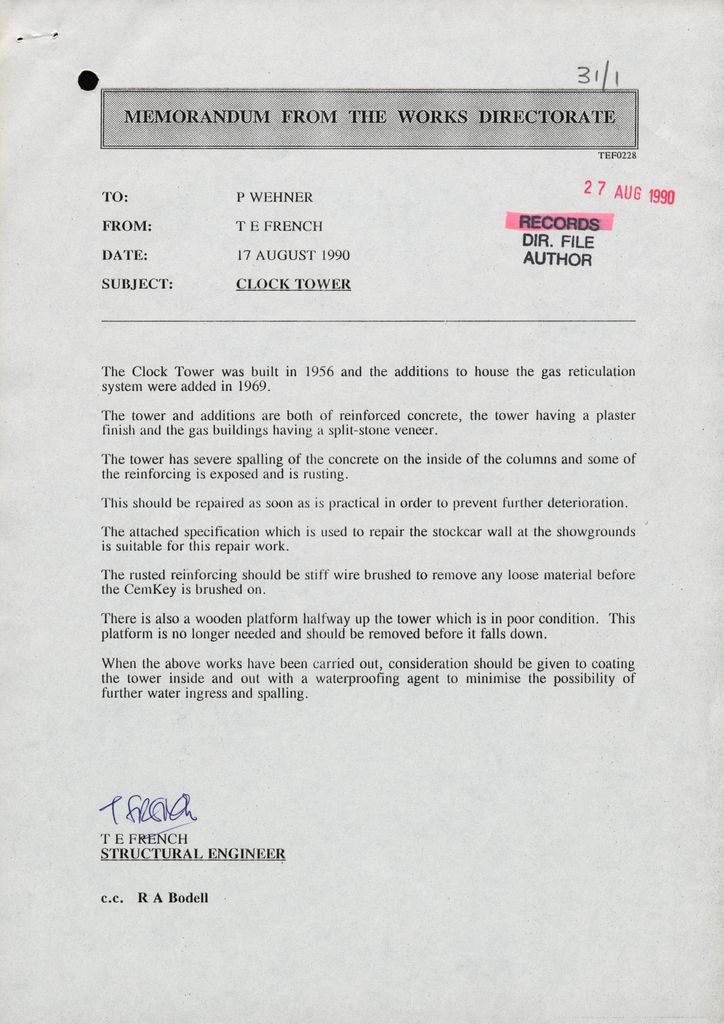 31/1
MEMORANDUM FROM THE WORKS DIRECTORATE
TEF0228
27 AUG 1990
TO: P WEHNER
FROM: T E FRENCH
DATE: 17 AUGUST 1990
SUBJECT: CLOCK TOWER
RECORDS
DIR. FILE
AUTHOR
The Clock Tower was built in 1956 and the additions to house the gas reticulation
system were added in 1969.
The tower and additions are both of reinforced concrete, the tower having a plaster
finish and the gas buildings having a split-stone veneer.
The tower has severe spalling of the concrete on the inside of the columns and some of
the reinforcing is exposed and is rusting.
This should be repaired as soon as is practical in order to prevent further deterioration.
The attached specification which is used to repair the stockcar wall at the showgrounds
is suitable for this repair work.
The rusted reinforcing should be stiff wire brushed to remove any loose material before
the CemKey is brushed on.
There is also a wooden platform halfway up the tower which is in poor condition. This
platform is no longer needed and should be removed before it falls down.
When the above works have been carried out, consideration should be given to coating
the tower inside and out with a waterproofing agent to minimise the possibility of
further water ingress and spalling.
T French
T E FRENCH
STRUCTURAL ENGINEER
c.c. R A Bodell